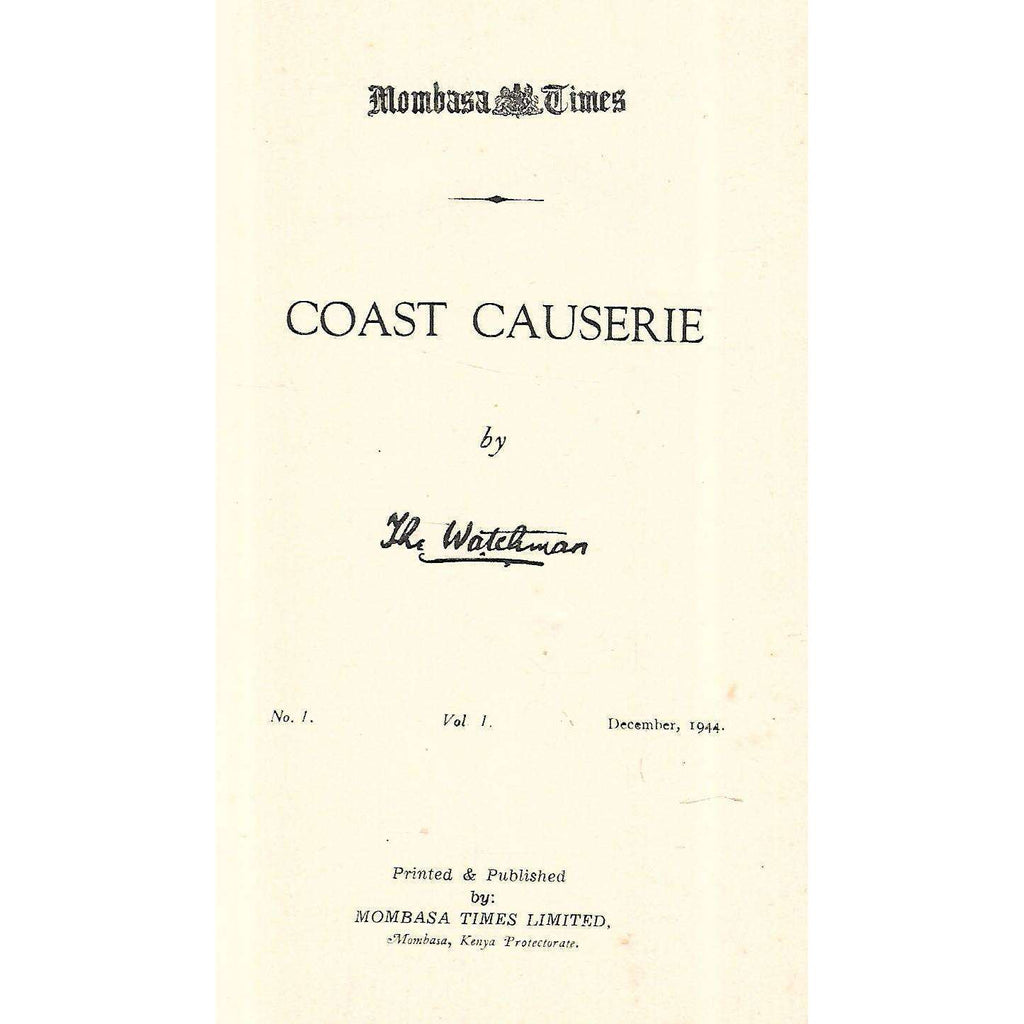 Mombasa Times
COAST CAUSERIE
by
The Watchman
No. 1. Vol 1. December, 1944.
Printed & Published
by:
MOMBASA TIMES LIMITED,
Mombasa, Kenya Protectorate.